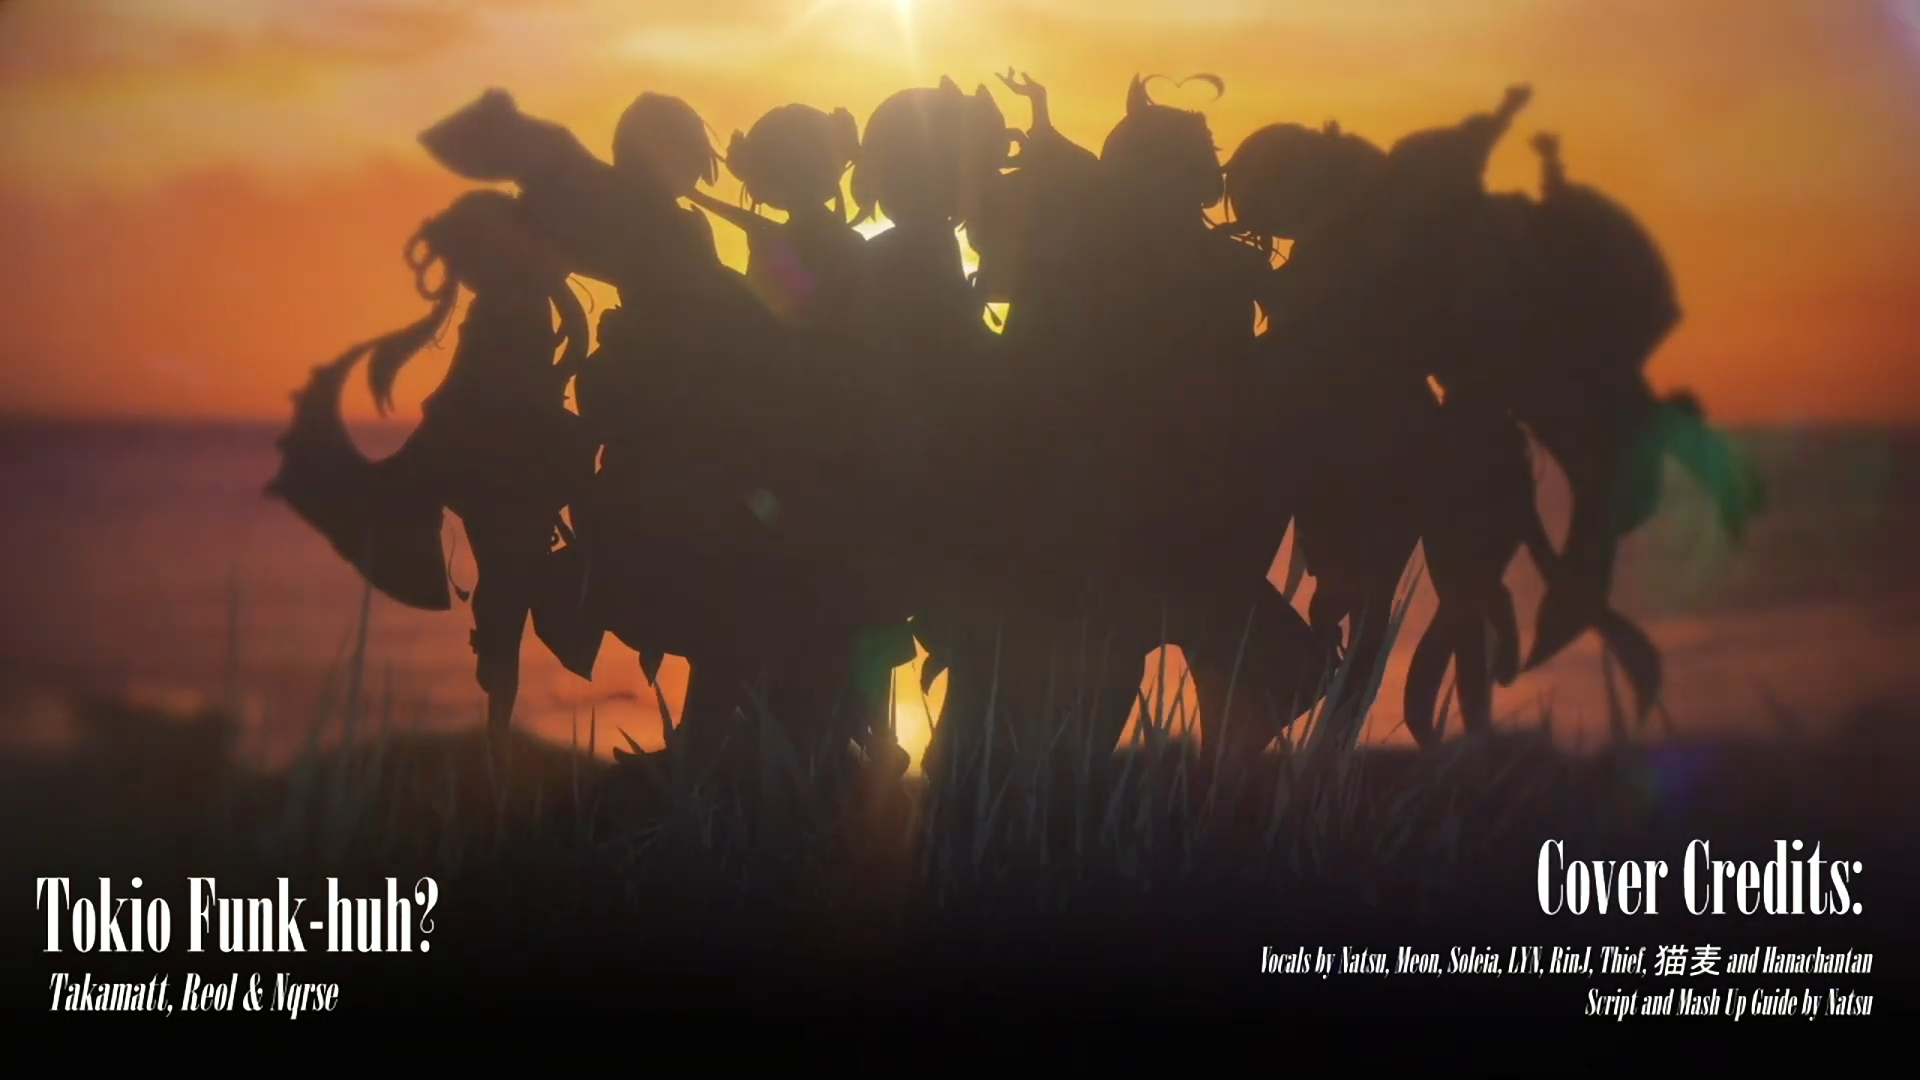 Tokio Funk-huh?
Takamatt, Reol & Nqrse
Cover Credits:
Vocals by Natsu, Meon, Soleia, LYN, RinJ, Thief, 猫麦 and Hanachantan
Script and Mash Up Guide by Natsu